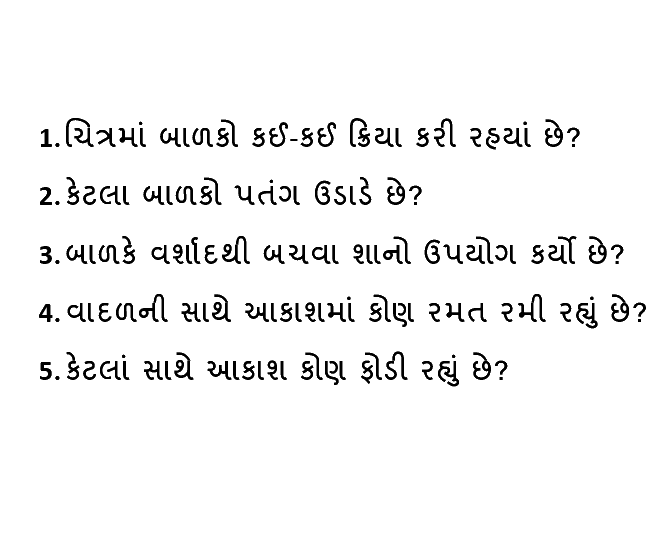 1. ચિત્રમાં બાળકો કઈ-કઈ ક્રિયા કરી રહયાં છે?
2. કેટલા બાળકો પતંગ ઉડાડે છે?
3. બાળકે વર્શાદથી બચવા શાનો ઉપયોગ કર્યો છે?
4. વાદળની સાથે આકાશમાં કોણ રમત રમી રહ્યું છે?
5. કેટલાં સાથે આકાશ કોણ ફોડી રહ્યું છે?